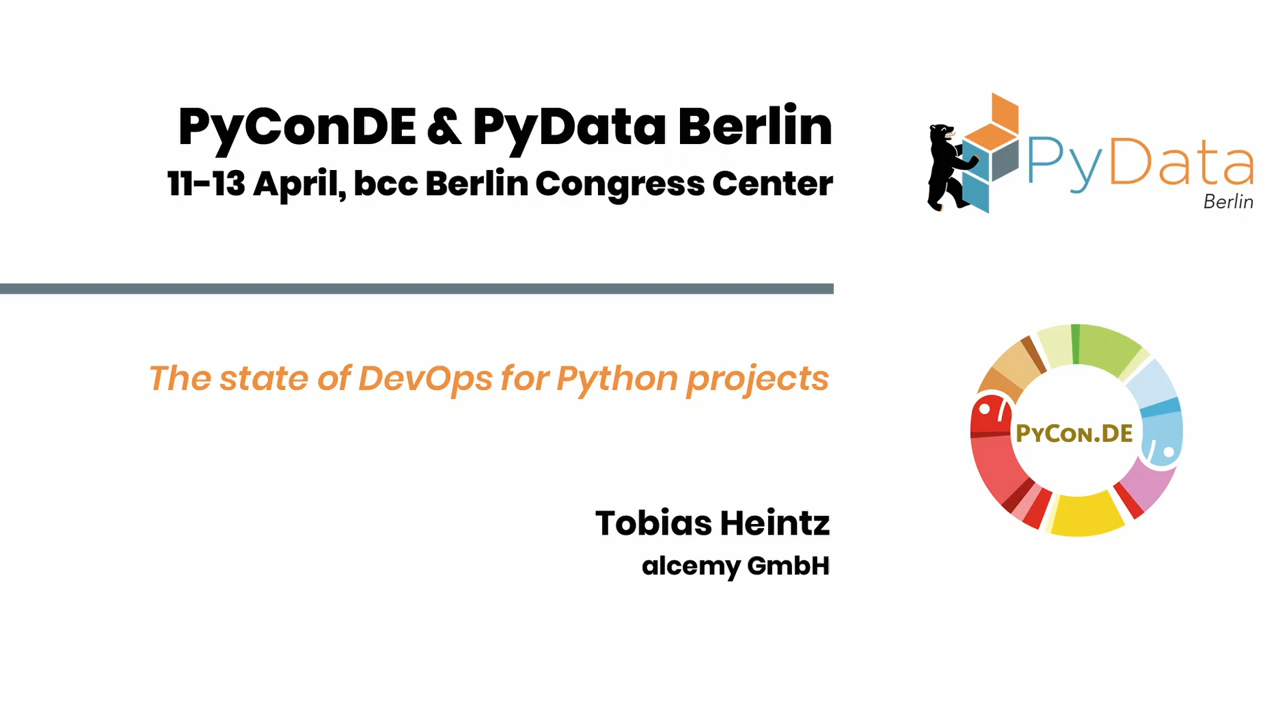 PyConDE & PyData Berlin
11-13 April, bcc Berlin Congress Center
PyData
Berlin
The state of DevOps for Python projects
PyCon.DE
Tobias Heintz
alcemy GmbH